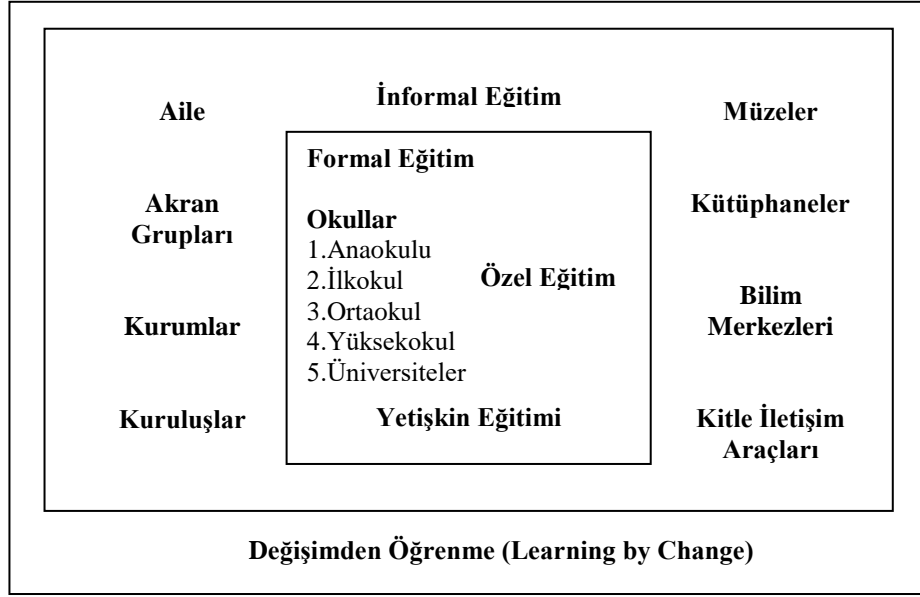 İnformal Eğitim
Aile
Müzeler
Formal Eğitim
Akran
Grupları
Kütüphaneler
Okullar
1.Anaokulu
2.İlkokul
3.Ortaokul
4.Yüksekokul
5.Üniversiteler
Özel Eğitim
Kurumlar
Bilim
Merkezleri
Kuruluşlar
Yetişkin Eğitimi
Kitle İletişim
Araçları
Değişimden Öğrenme (Learning by Change)